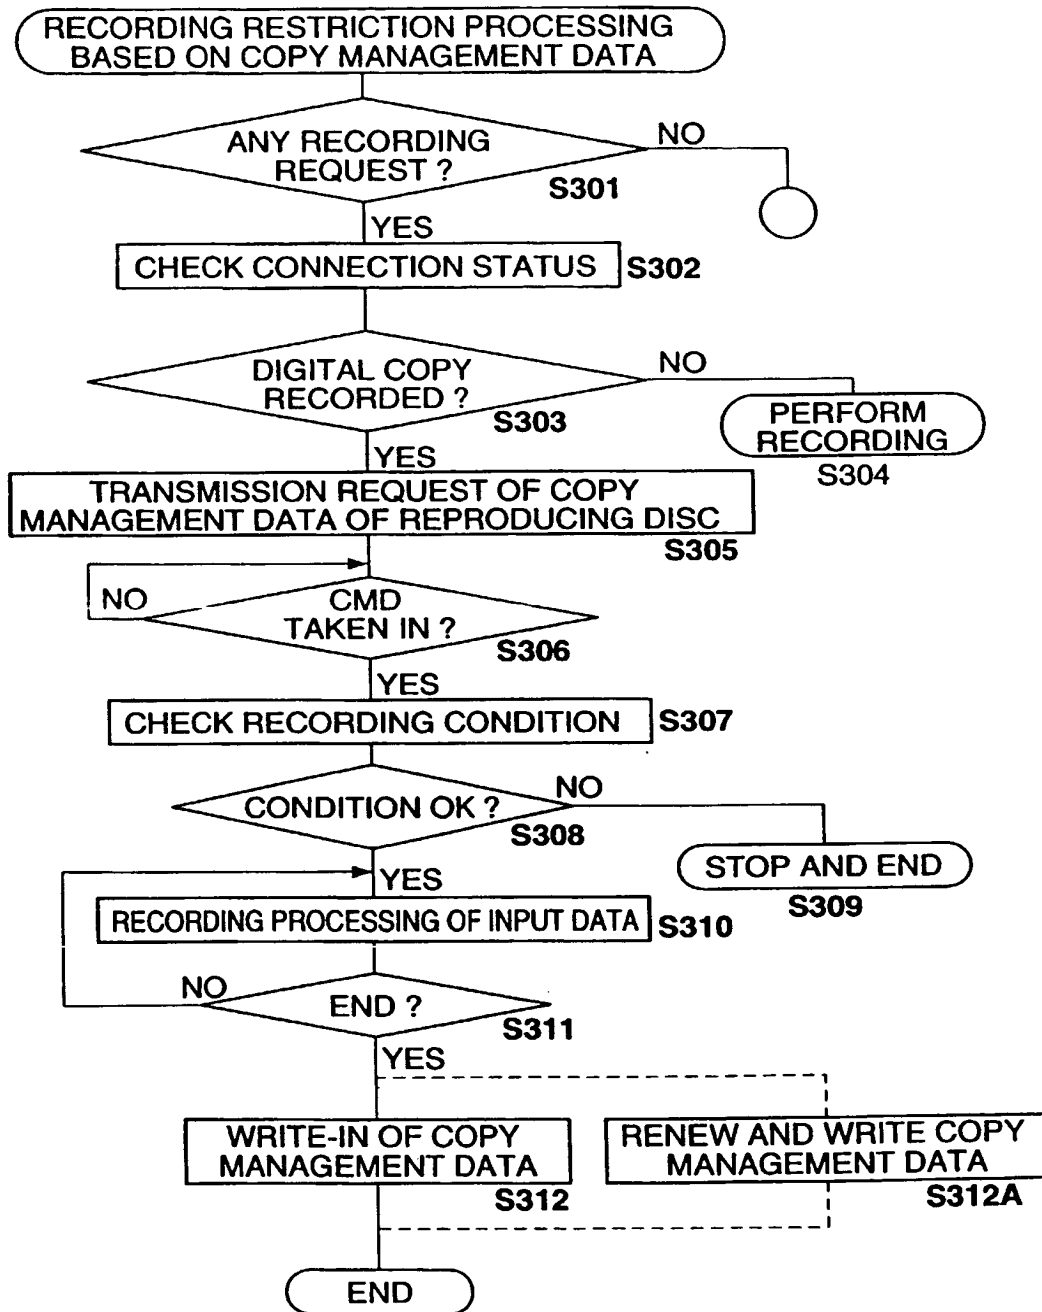 RECORDING RESTRICTION PROCESSING
BASED ON COPY MANAGEMENT DATA
ANY RECORDING
REQUEST ?
S301
NO
YES
CHECK CONNECTION STATUS
S302
DIGITAL COPY
RECORDED ?
S303
NO
PERFORM
RECORDING
S304
YES
TRANSMISSION REQUEST OF COPY
MANAGEMENT DATA OF REPRODUCING DISC
S305
NO
CMD
TAKEN IN ?
S306
YES
CHECK RECORDING CONDITION
S307
CONDITION OK ?
S308
NO
STOP AND END
S309
YES
RECORDING PROCESSING OF INPUT DATA
S310
NO
END ?
S311
YES
WRITE-IN OF COPY
MANAGEMENT DATA
S312
RENEW AND WRITE COPY
MANAGEMENT DATA
S312A
END